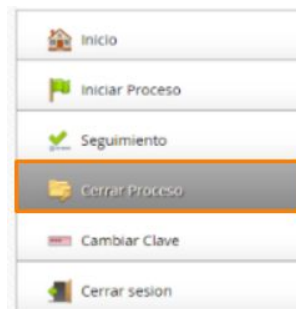 Inicio
Iniciar Proceso
Seguimiento
Cerrar Proceso
Cambiar Clave
Cerrar sesion